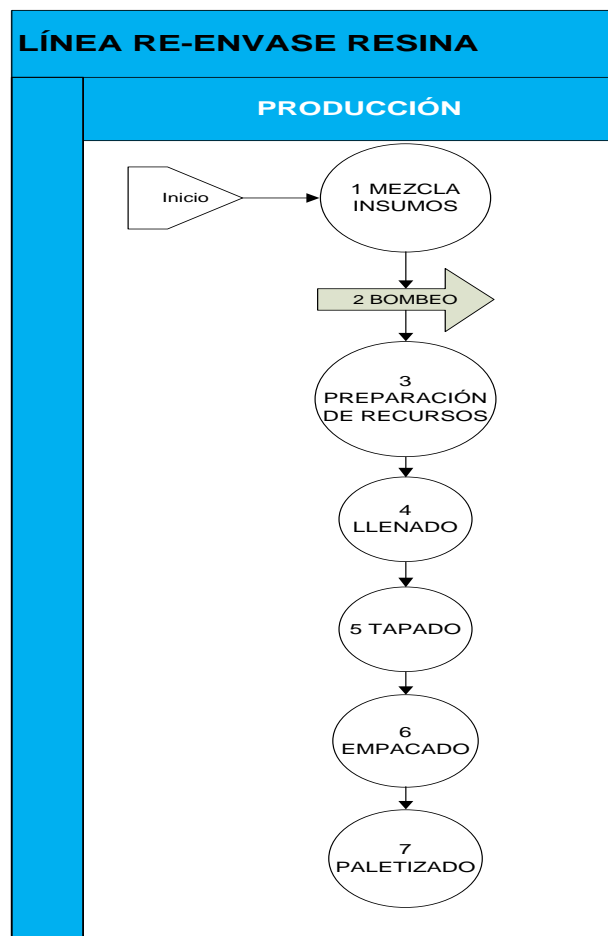 LÍNEA RE-ENVASE RESINA
PRODUCCIÓN
Inicio
1 MEZCLA
INSUMOS
2 BOMBEO
3
PREPARACIÓN
DE RECURSOS
4
LLENADO
5 TAPADO
6
EMPACADO
7
PALETIZADO